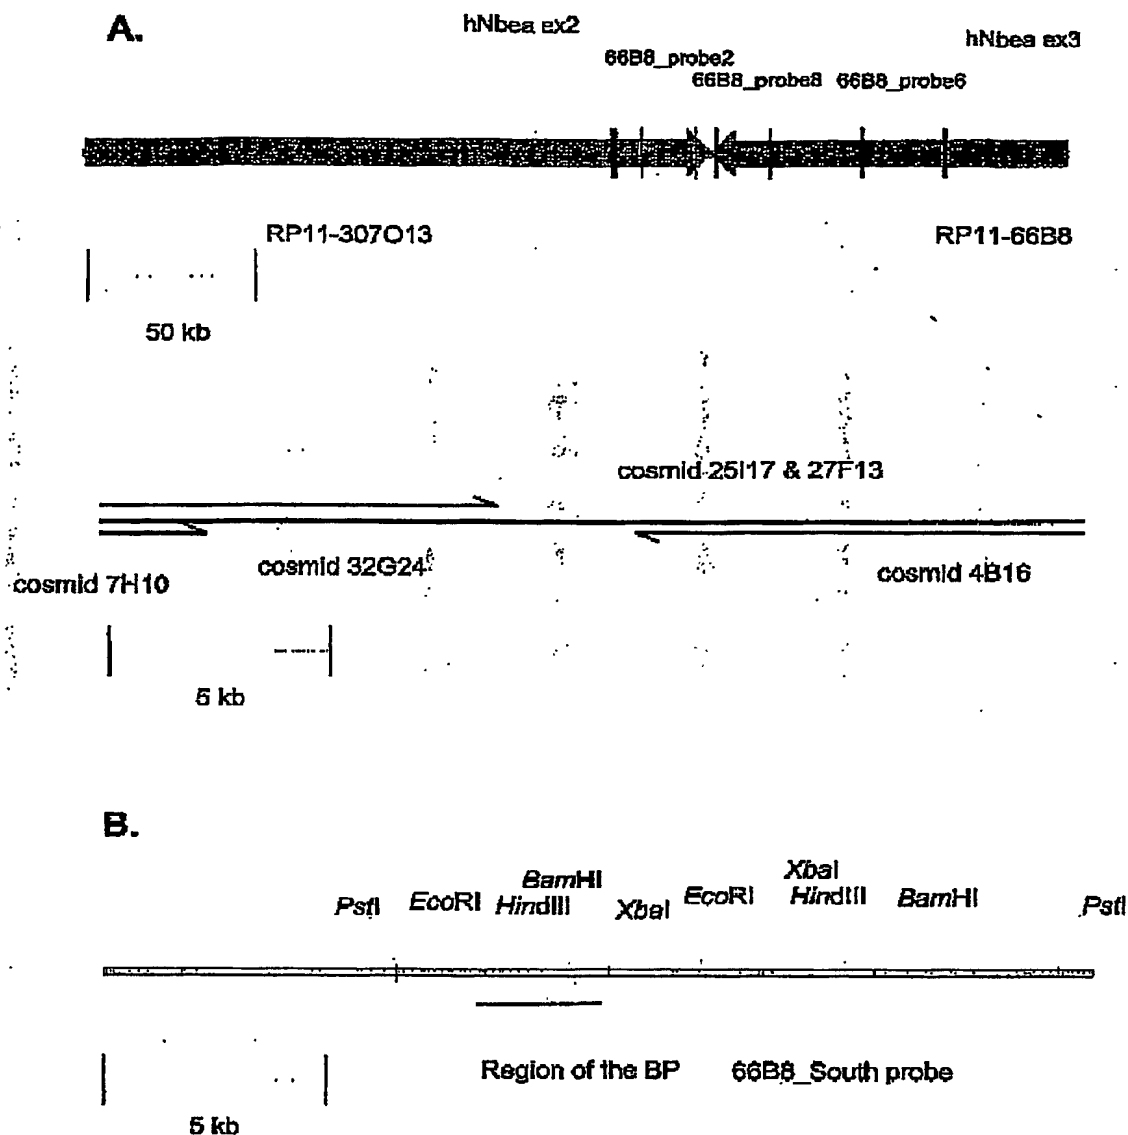 A.
hNbea ex2
hNbea ex3
66B8_probe2
66B8_probe8
66B8_probe6
RP11-307O13
RP11-66B8
50 kb
cosmid 25I17 & 27F13
cosmid 32G24
cosmid 7H10
cosmid 4B16
5 kb
B.
BamHI
XbaI
PstI
EcoRI
HindIII
XbaI
EcoRI
HindIII
BamHI
PstI
Region of the BP
66B8_South probe
5 kb